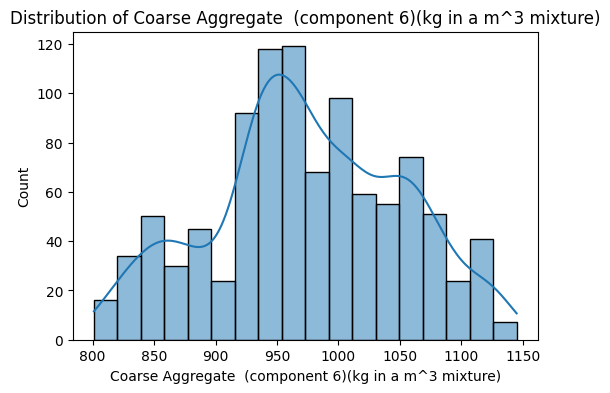 Distribution of Coarse Aggregate  (component 6)(kg in a m^3 mixture)
120
100
80
60
40
20
0
Count
800 850 900 950 1000 1050 1100 1150
Coarse Aggregate  (component 6)(kg in a m^3 mixture)